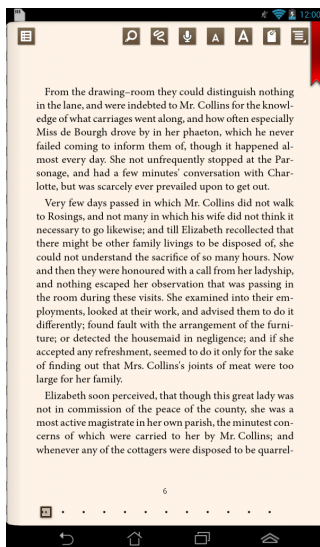 12:00
A
A
From the drawing–room they could distinguish nothing
in the lane, and were indebted to Mr. Collins for the knowl-
edge of what carriages went along, and how often especially
Miss de Bourgh drove by in her phaeton, which he never
failed coming to inform them of, though it happened al-
most every day. She not unfrequently stopped at the Par-
sonage, and had a few minutes' conversation with Char-
lotte, but was scarcely ever prevailed upon to get out.
Very few days passed in which Mr. Collins did not walk
to Rosings, and not many in which his wife did not think it
necessary to go likewise; and till Elizabeth recollected that
there might be other family livings to be disposed of, she
could not understand the sacrifice of so many hours. Now
and then they were honoured with a call from her ladyship,
and nothing escaped her observation that was passing in
the room during these visits. She examined into their em-
ployments, looked at their work, and advised them to do it
differently; found fault with the arrangement of the furni-
ture; or detected the housemaid in negligence; and if she
accepted any refreshment, seemed to do it only for the sake
of finding out that Mrs. Collins's joints of meat were too
large for her family.
Elizabeth soon perceived, that though this great lady was
not in commission of the peace of the county, she was a
most active magistrate in her own parish, the minutest con-
cerns of which were carried to her by Mr. Collins; and
whenever any of the cottagers were disposed to be quarrel-
6